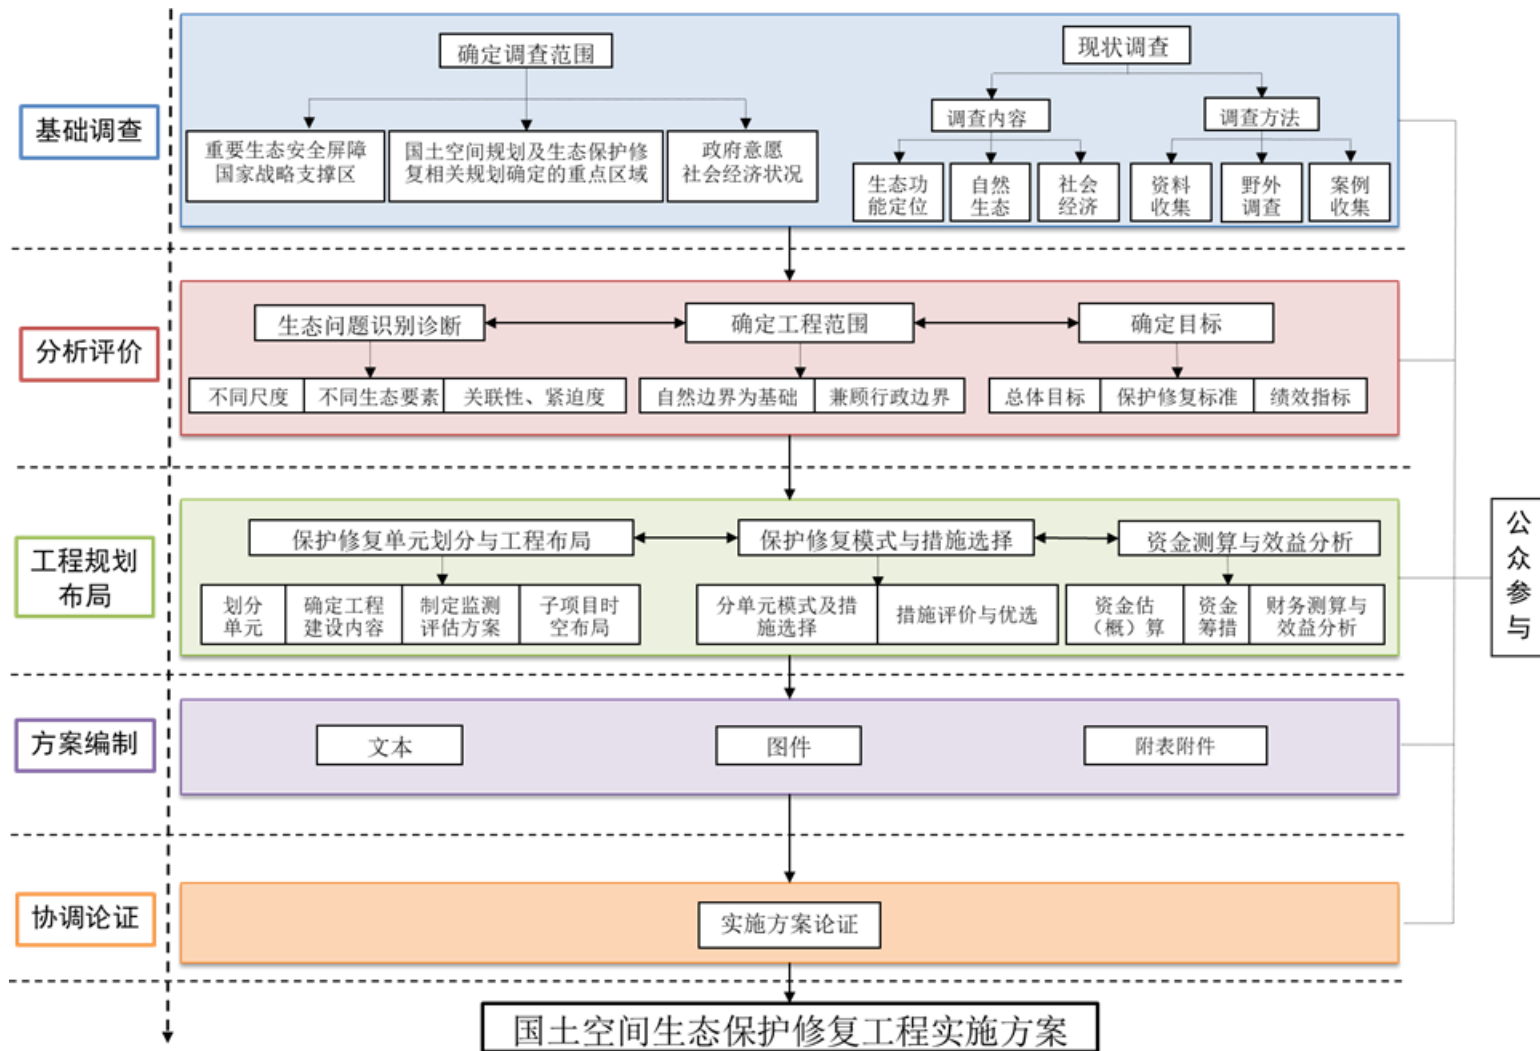 确定调查范围
现状调查
基础调查
调查内容
调查方法
重要生态安全屏障
国家战略支撑区
国土空间规划及生态保护修
复相关规划确定的重点区域
政府意愿
社会经济状况
生态功
能定位
自然
生态
社会
经济
资料
收集
野外
调查
案例
收集
分析评价
生态问题识别诊断
确定工程范围
确定目标
不同尺度
不同生态要素
关联性、紧迫度
自然边界为基础
兼顾行政边界
总体目标
保护修复标准
绩效指标
工程规划
布局
保护修复单元划分与工程布局
保护修复模式与措施选择
资金测算与效益分析
划分
单元
确定工程
建设内容
制定监测
评估方案
子项目时
空布局
分单元模式及措
施选择
措施评价与优选
资金估
（概）算
资金
筹措
财务测算与
效益分析
公
众
参
与
方案编制
文本
图件
附表附件
协调论证
实施方案论证
国土空间生态保护修复工程实施方案